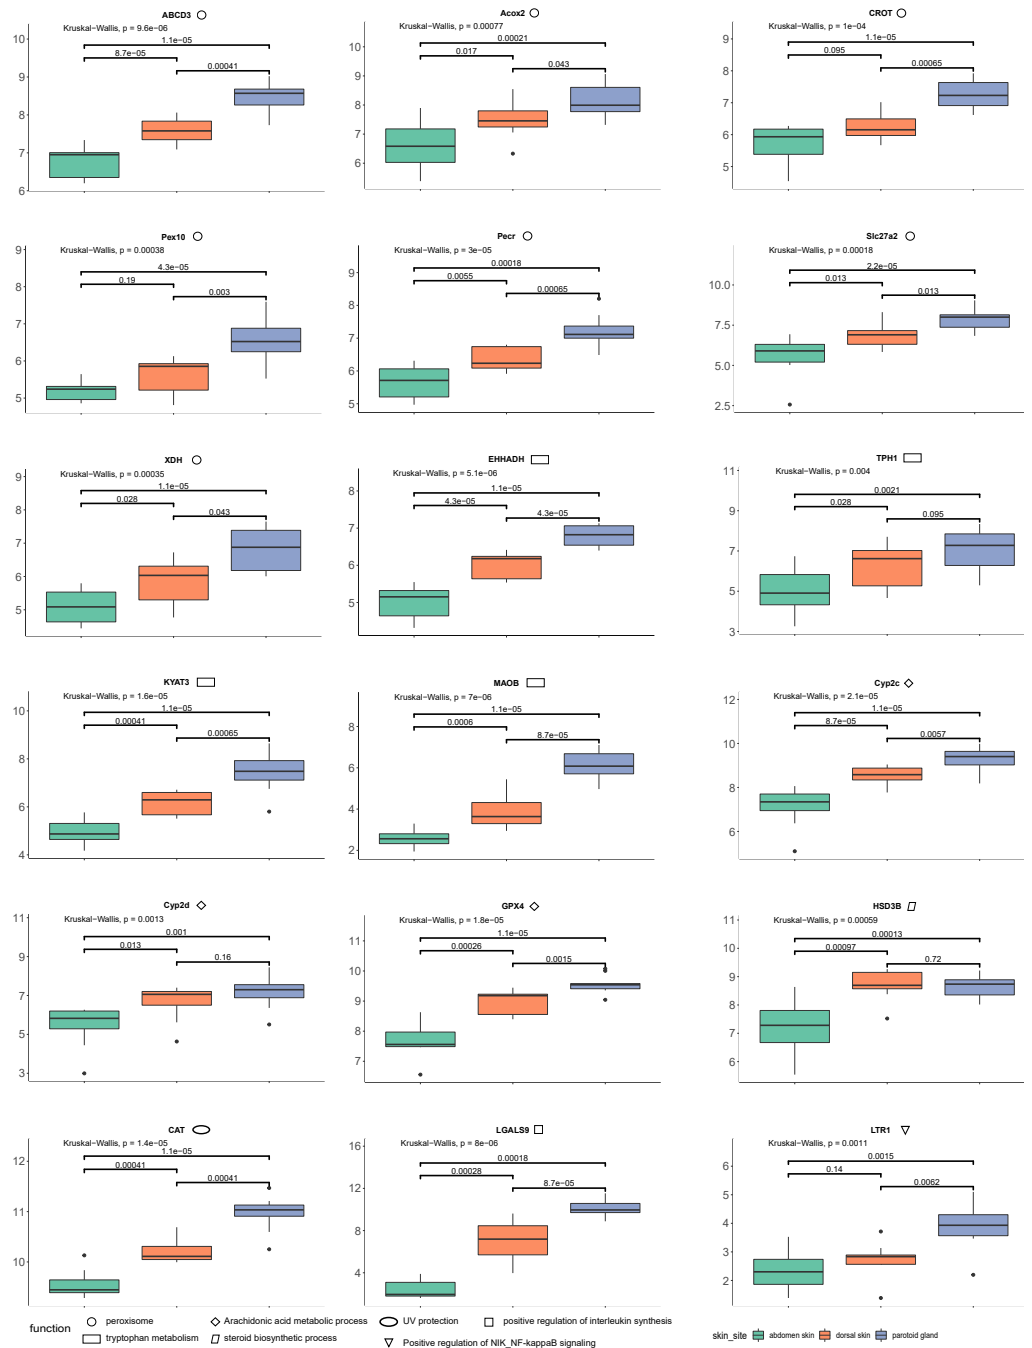 ABCD3
Kruskal−Wallis, p = 9.6e−06
1.1e−05
8.7e−05
0.00041
10
9
8
7
6
Acox2
Kruskal−Wallis, p = 0.00077
0.00021
0.017
0.043
10
9
8
7
6
CROT
Kruskal−Wallis, p = 1e−04
1.1e−05
0.095
0.00065
9
8
7
6
5
Pex10
Kruskal−Wallis, p = 0.00038
4.3e−05
0.19
0.003
9
8
7
6
5
Pecr
Kruskal−Wallis, p = 3e−05
0.00018
0.0055
0.00065
9
8
7
6
5
Slc27a2
Kruskal−Wallis, p = 0.00018
2.2e−05
0.013
0.013
10.0
7.5
5.0
2.5
XDH
Kruskal−Wallis, p = 0.00035
1.1e−05
0.028
0.043
9
8
7
6
5
EHHADH
Kruskal−Wallis, p = 5.1e−06
1.1e−05
4.3e−05
4.3e−05
8
7
6
5
TPH1
Kruskal−Wallis, p = 0.004
0.0021
0.028
0.095
11
9
7
5
3
KYAT3
Kruskal−Wallis, p = 1.6e−05
1.1e−05
0.00041
0.00065
10
8
6
4
MAOB
Kruskal−Wallis, p = 7e−06
1.1e−05
0.0006
8.7e−05
8
6
4
2
Cyp2c
Kruskal−Wallis, p = 2.1e−05
1.1e−05
8.7e−05
0.0057
12
10
8
6
Cyp2d
Kruskal−Wallis, p = 0.0013
0.001
0.013
0.16
11
9
7
5
3
GPX4
Kruskal−Wallis, p = 1.8e−05
1.1e−05
0.00026
0.0015
11
10
9
8
7
HSD3B
Kruskal−Wallis, p = 0.00059
0.00013
0.00097
0.72
11
10
9
8
7
6
CAT
Kruskal−Wallis, p = 1.4e−05
1.1e−05
0.00041
0.00041
12
11
10
LGALS9
Kruskal−Wallis, p = 8e−06
0.00018
0.00028
8.7e−05
16
12
8
4
LTR1
Kruskal−Wallis, p = 0.0011
0.0015
0.14
0.0062
6
5
4
3
2
function
peroxisome
Arachidonic acid metabolic process
UV protection
positive regulation of interleukin synthesis
tryptophan metabolism
steroid biosynthetic process
Positive regulation of NIK_NF-kappaB signaling
skin_site
abdomen skin
dorsal skin
parotoid gland